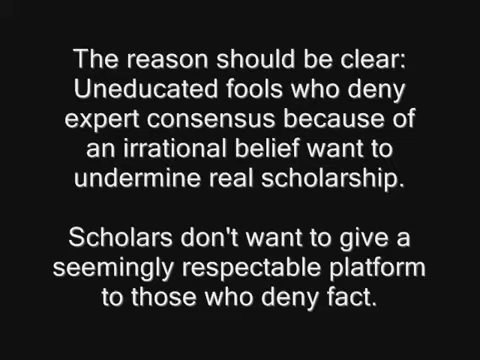 The reason should be clear:
Uneducated fools who deny
expert consensus because of
an irrational belief want to
undermine real scholarship.
Scholars don't want to give a
seemingly respectable platform
to those who deny fact.